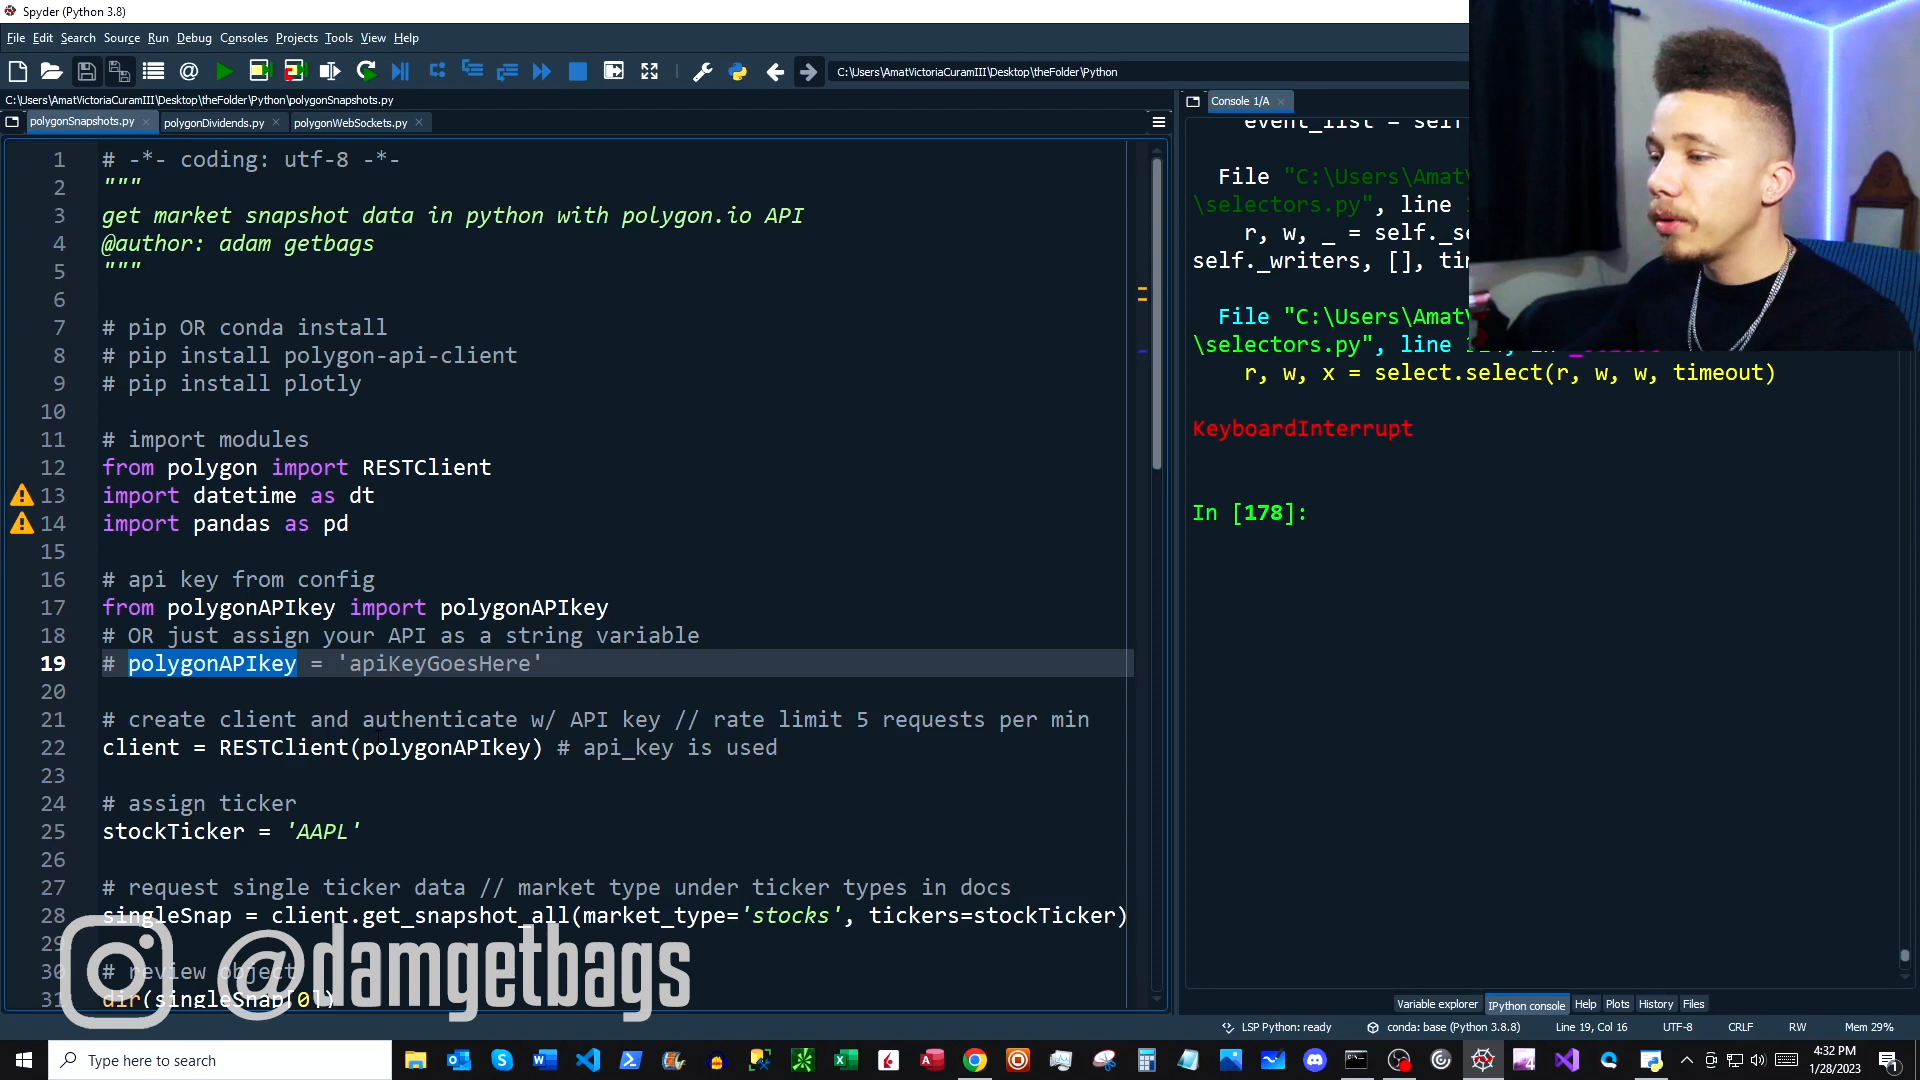 Spyder (Python 3.8)
File Edit Search Source Run Debug Consoles Projects Tools View Help
C:\Users\AmatVictoriaCuramIII\Desktop\theFolder\Python
C:\Users\AmatVictoriaCuramIII\Desktop\theFolder\Python\polygonSnapshots.py
polygonSnapshots.py polygonDividends.py polygonWebSockets.py
1 # -*- coding: utf-8 -*-
2 """
3 get market snapshot data in python with polygon.io API
4 @author: adam getbags
5 """
6
7 # pip OR conda install
8 # pip install polygon-api-client
9 # pip install plotly
10
11 # import modules
12 from polygon import RESTClient
13 import datetime as dt
14 import pandas as pd
15
16 # api key from config
17 from polygonAPIkey import polygonAPIkey
18 # OR just assign your API as a string variable
19 # polygonAPIkey = 'apiKeyGoesHere'
20
21 # create client and authenticate w/ API key // rate limit 5 requests per min
22 client = RESTClient(polygonAPIkey) # api_key is used
23
24 # assign ticker
25 stockTicker = 'AAPL'
26
27 # request single ticker data // market type under ticker types in docs
28 singleSnap = client.get_snapshot_all(market_type='stocks', tickers=stockTicker)
29
30 # review object
31 dir(singleSnap[0])
@damgetbags
Console 1/A
event_list = self
File "C:\Users\Amat
\selectors.py", line
r, w, _ = self._se
self._writers, [], ti
File "C:\Users\Amat
\selectors.py", line
r, w, x = select.select(r, w, w, timeout)
KeyboardInterrupt
In [178]:
Variable explorer IPython console Help Plots History Files
LSP Python: ready conda: base (Python 3.8.8) Line 19, Col 16 UTF-8 CRLF RW Mem 29%
Type here to search
4:32 PM
1/28/2023
1